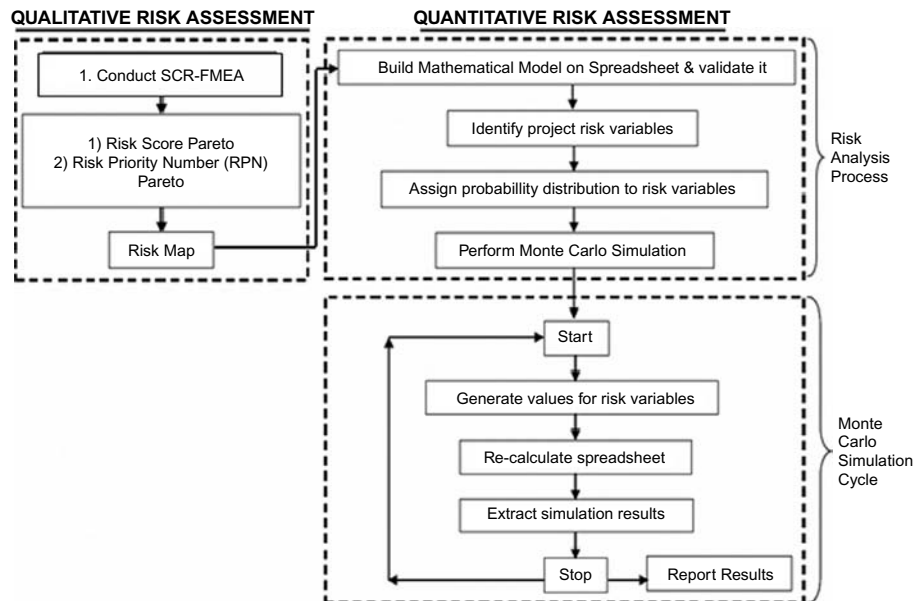 QUALITATIVE RISK ASSESSMENT
1. Conduct SCR-FMEA
1) Risk Score Pareto
2) Risk Priority Number (RPN)
Pareto
Risk Map
QUANTITATIVE RISK ASSESSMENT
Build Mathematical Model on Spreadsheet & validate it
Identify project risk variables
Assign probabillity distribution to risk variables
Perform Monte Carlo Simulation
Risk
Analysis
Process
Start
Generate values for risk variables
Re-calculate spreadsheet
Extract simulation results
Stop
Report Results
Monte
Carlo
Simulation
Cycle